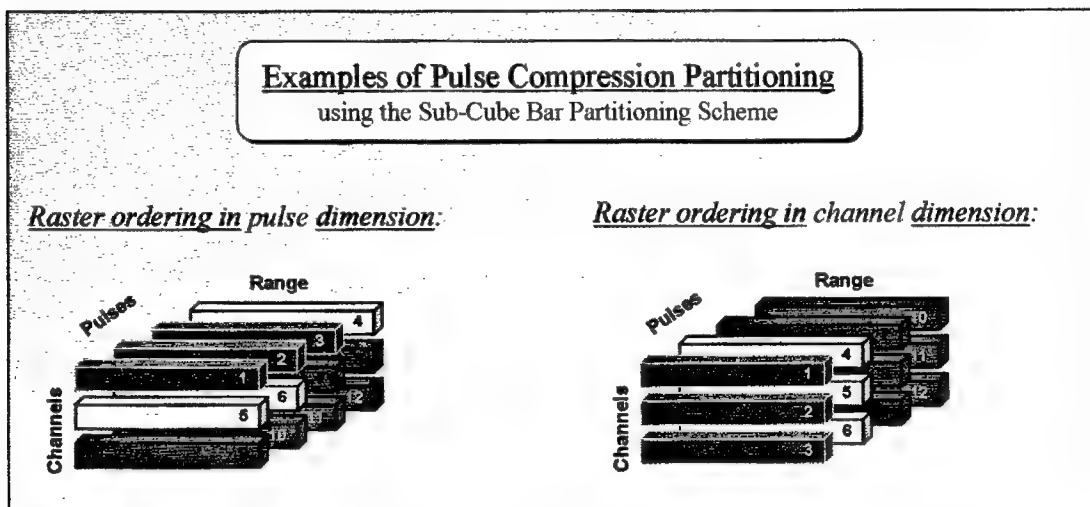 Examples of Pulse Compression Partitioning
using the Sub-Cube Bar Partitioning Scheme
Raster ordering in pulse dimension:
Raster ordering in channel dimension:
Range
Pulses
Channels
4
3
2
1
6
5
12
Range
Pulses
Channels
4
1
5
2
6
3